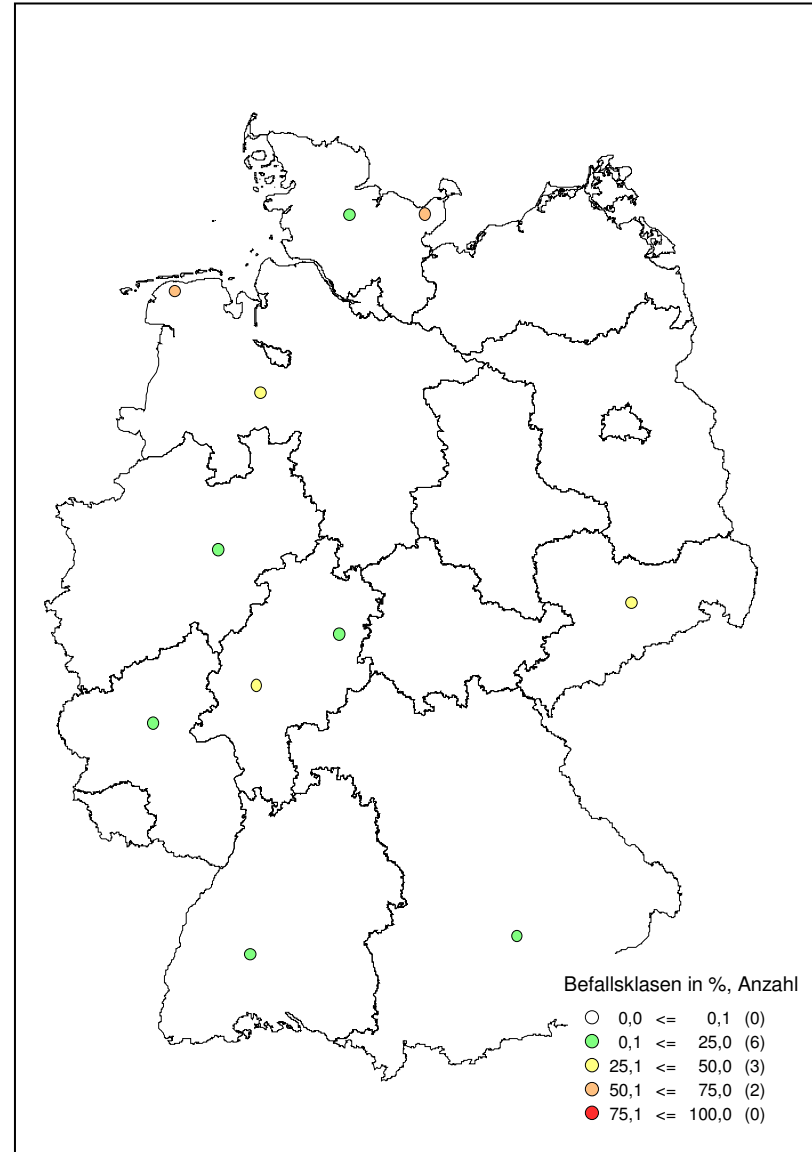 Befallsklasen in %, Anzahl
0,0 <= 0,1 (0)
0,1 <= 25,0 (6)
25,1 <= 50,0 (3)
50,1 <= 75,0 (2)
75,1 <= 100,0 (0)